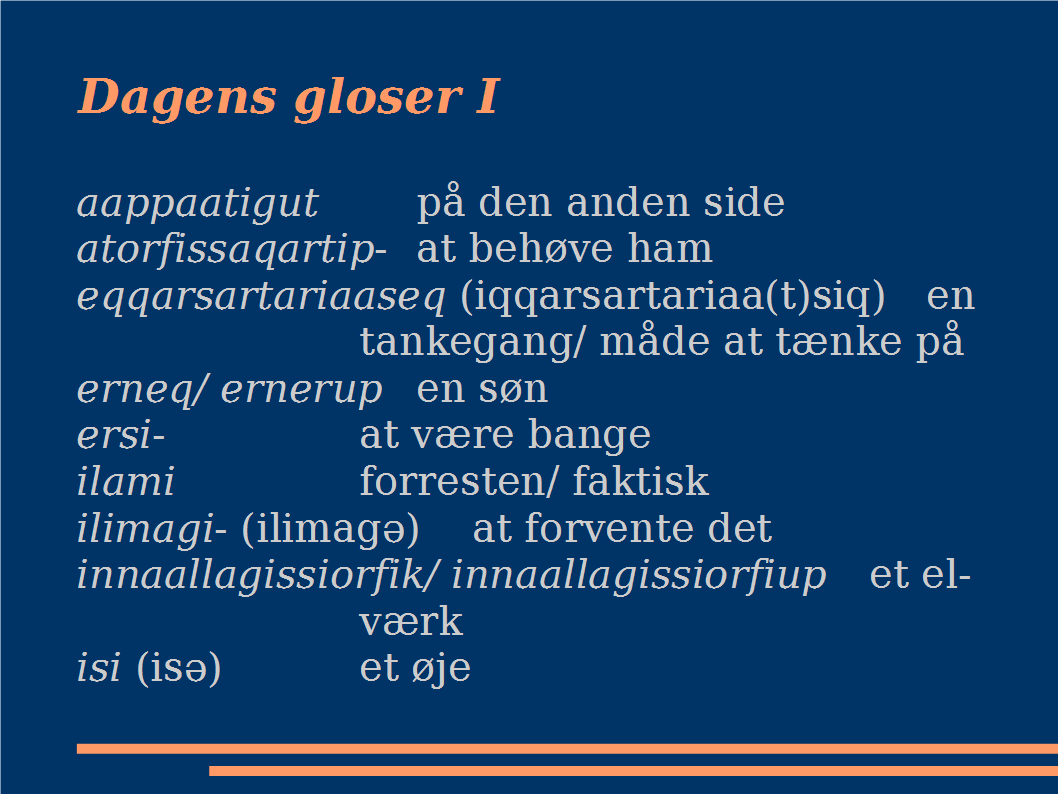 Dagens gloser I
aappaatigut på den anden side
atorfissaqartip- at behøve ham
eqqarsartariaaseq (iqqarsartariaa(t)siq) en
tankegang/ måde at tænke på
erneq/ ernerup en søn
ersi- at være bange
ilami forresten/ faktisk
ilimagi- (ilimagə) at forvente det
innaallagissiorfik/ innaallagissiorfiup et el-
værk
isi (isə) et øje